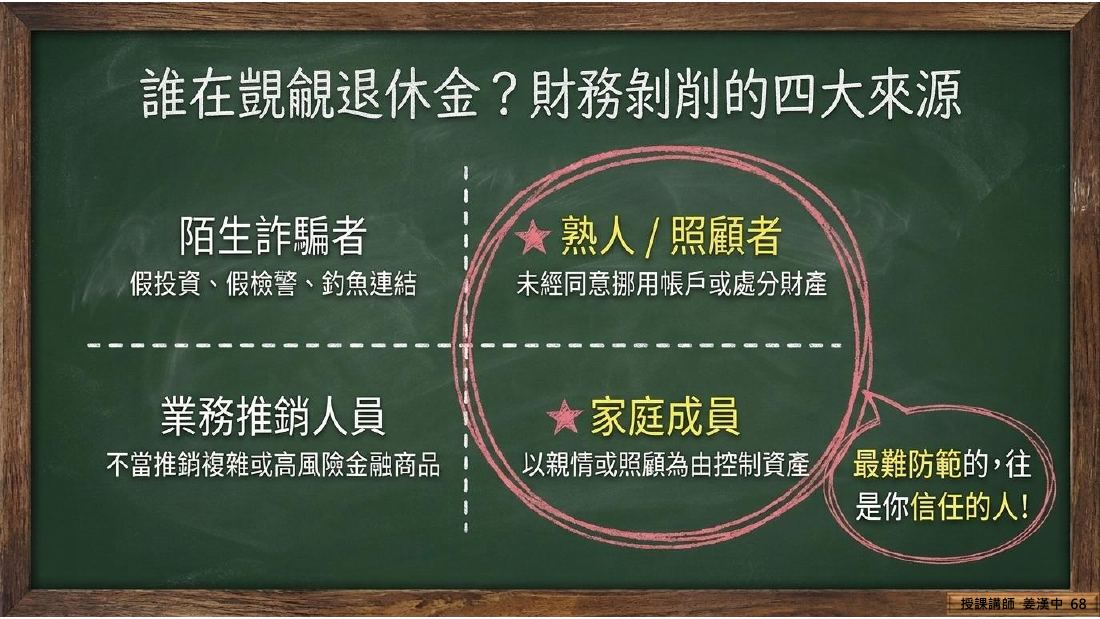 誰在覬覦退休金？財務剝削的四大來源
陌生詐騙者
假投資、假檢警、釣魚連結
★ 熟人 / 照顧者
未經同意挪用帳戶或處分財產
業務推銷人員
不當推銷複雜或高風險金融商品
★ 家庭成員
以親情或照顧為由控制資產
最難防範的，往
是你信任的人！
授課講師 姜漢中 68